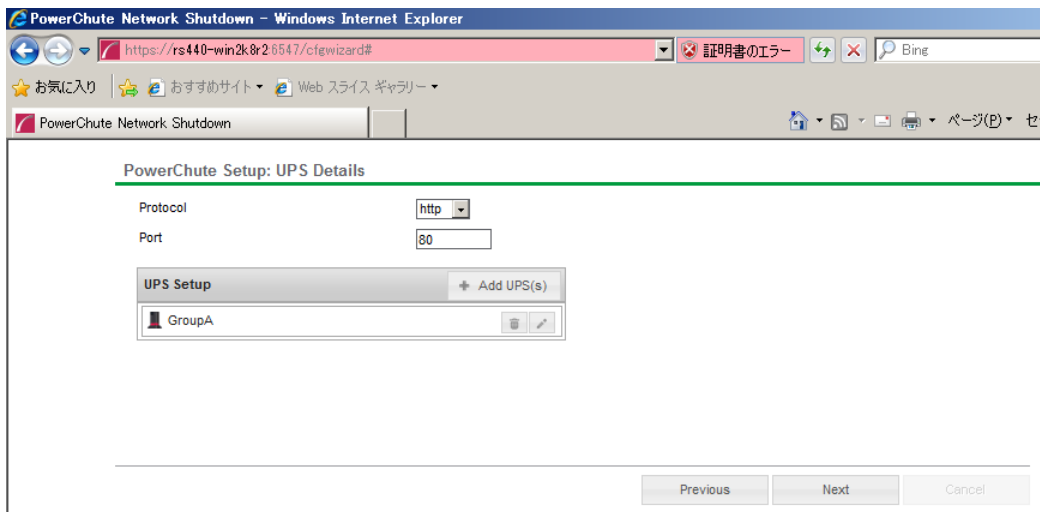 PowerChute Network Shutdown - Windows Internet Explorer
https://rs440-win2k8r2:6547/cfgwizard#
証明書のエラー
Bing
お気に入り
おすすめサイト
Web スライス ギャラリー
PowerChute Network Shutdown
ページ(P)
セ
PowerChute Setup: UPS Details
Protocol
http
Port
80
UPS Setup
+ Add UPS(s)
GroupA
Previous
Next
Cancel